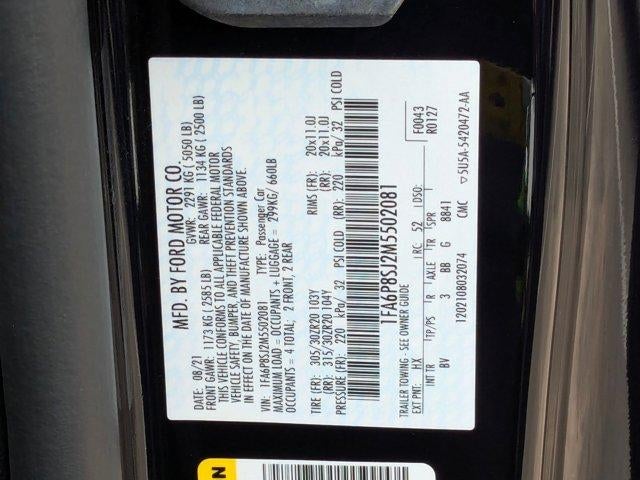 MFD. BY FORD MOTOR CO.
DATE: 08/21 GVWR: 2291 KG ( 5050 LB)
FRONT GAWR: 1173 KG ( 2585 LB) REAR GAWR: 1134 KG ( 2500 LB)
THIS VEHICLE CONFORMS TO ALL APPLICABLE FEDERAL MOTOR
VEHICLE SAFETY, BUMPER, AND THEFT PREVENTION STANDARDS
IN EFFECT ON THE DATE OF MANUFACTURE SHOWN ABOVE.
VIN: 1FA6P8SJ2M5502081 TYPE: Passenger Car
MAXIMUM LOAD = OCCUPANTS + LUGGAGE = 299KG/ 660LB
OCCUPANTS = 4 TOTAL; 2 FRONT, 2 REAR
TIRE (FR): 305/30ZR20 103Y RIMS (FR): 20x11.0J
(RR): 315/30ZR20 104Y (RR): 20x11.0J
PRESSURE (FR): 220 kPa/ 32 PSI COLD (RR): 220 kPa/ 32 PSI COLD
1FA6P8SJ2M5502081
TRAILER TOWING - SEE OWNER GUIDE F0043
EXT PNT: HX RC: 52 DSO: R0127
INT TR TP/PS R AXLE TR SPR
BV 3 BB G 8841
120210B032074 CMC ▽5U5A-5420472-AA
N